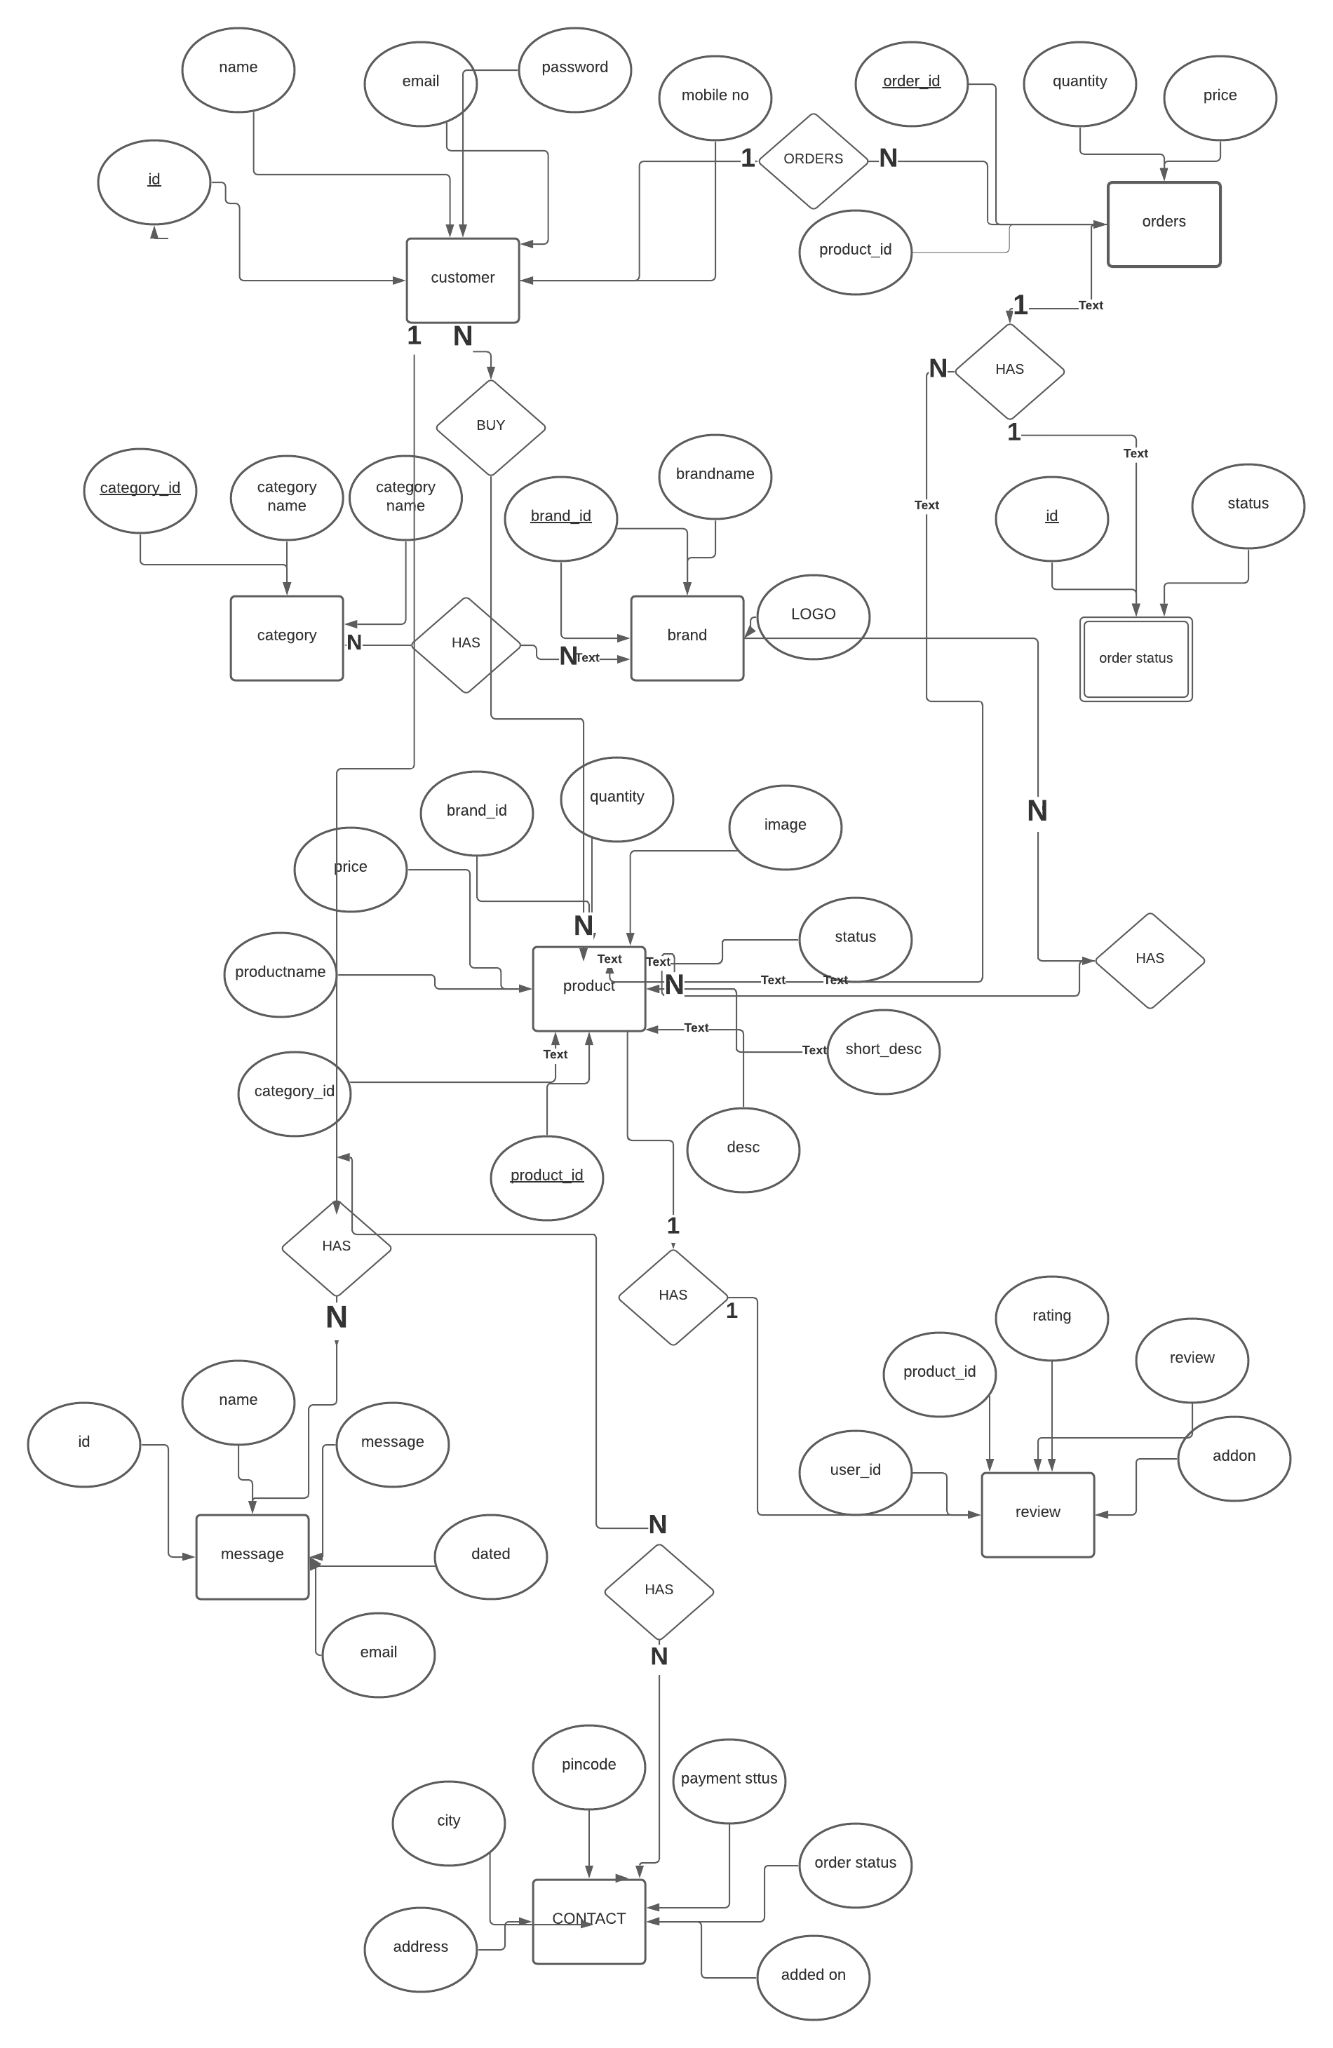 name
email
password
mobile no
order_id
quantity
price
id
1
ORDERS
N
product_id
orders
customer
1
N
1
Text
HAS
N
1
Text
BUY
category_id
category
name
category
name
brand_id
brandname
Text
id
status
category
N
HAS
N
Text
brand
LOGO
order status
N
brand_id
quantity
image
price
N
status
productname
Text
Text
product
N
Text
Text
HAS
Text
Text
Text
short_desc
category_id
product_id
desc
1
HAS
HAS
1
N
rating
product_id
review
name
id
message
user_id
addon
review
N
message
dated
HAS
email
N
pincode
payment sttus
city
order status
CONTACT
address
added on